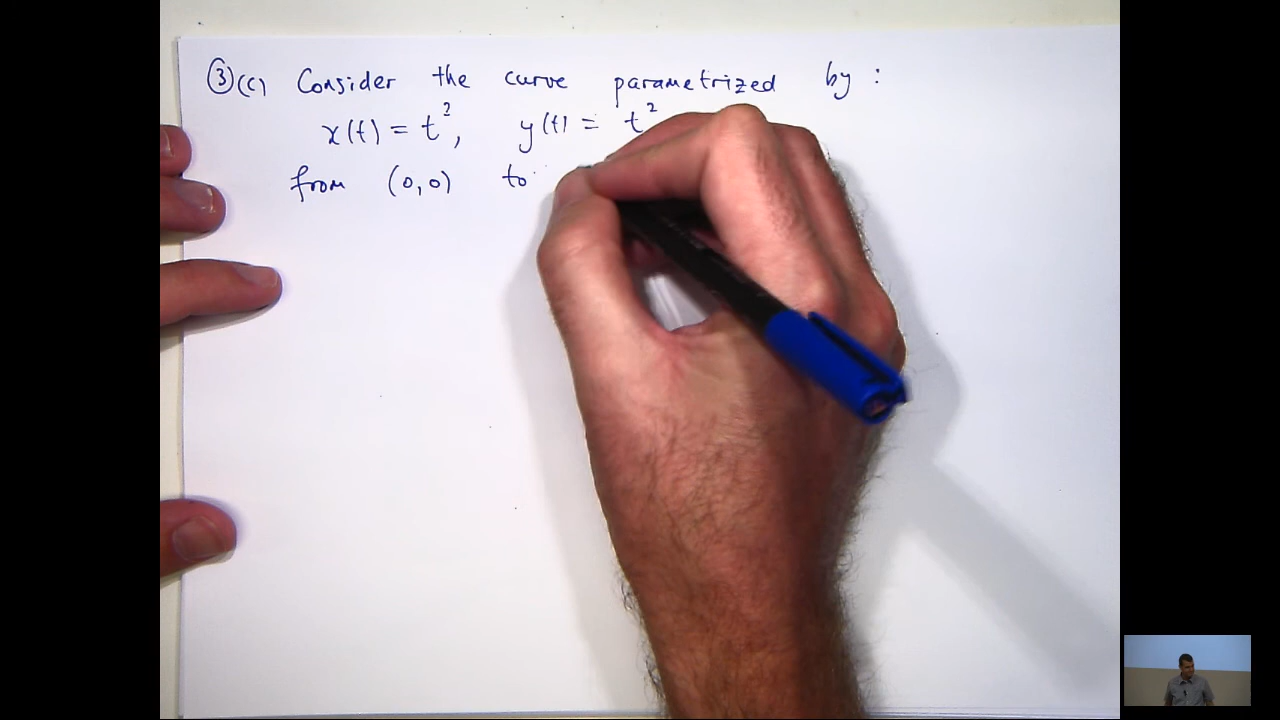 ③(c) Consider the curve parametrized by :
x(t) = t², y(t) = t²
from (0,0) to